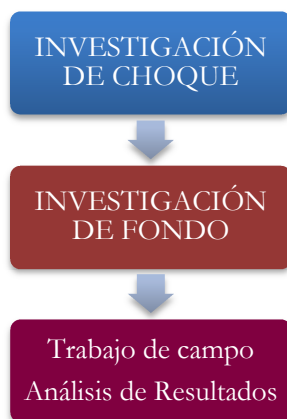 INVESTIGACIÓN
DE CHOQUE
INVESTIGACIÓN
DE FONDO
Trabajo de campo
Análisis de Resultados